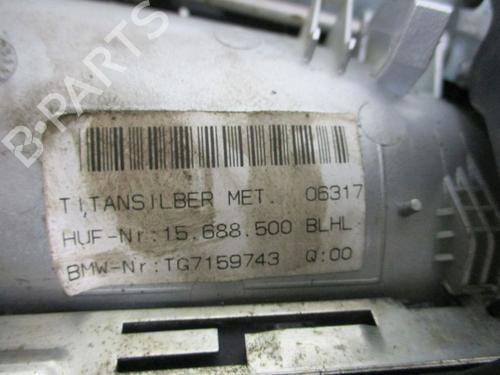 B-PARTS
TITANSILBER MET. 06317
HUF-Nr:15.688.500 BLHL
BMW-Nr:TG7159743 Q:00